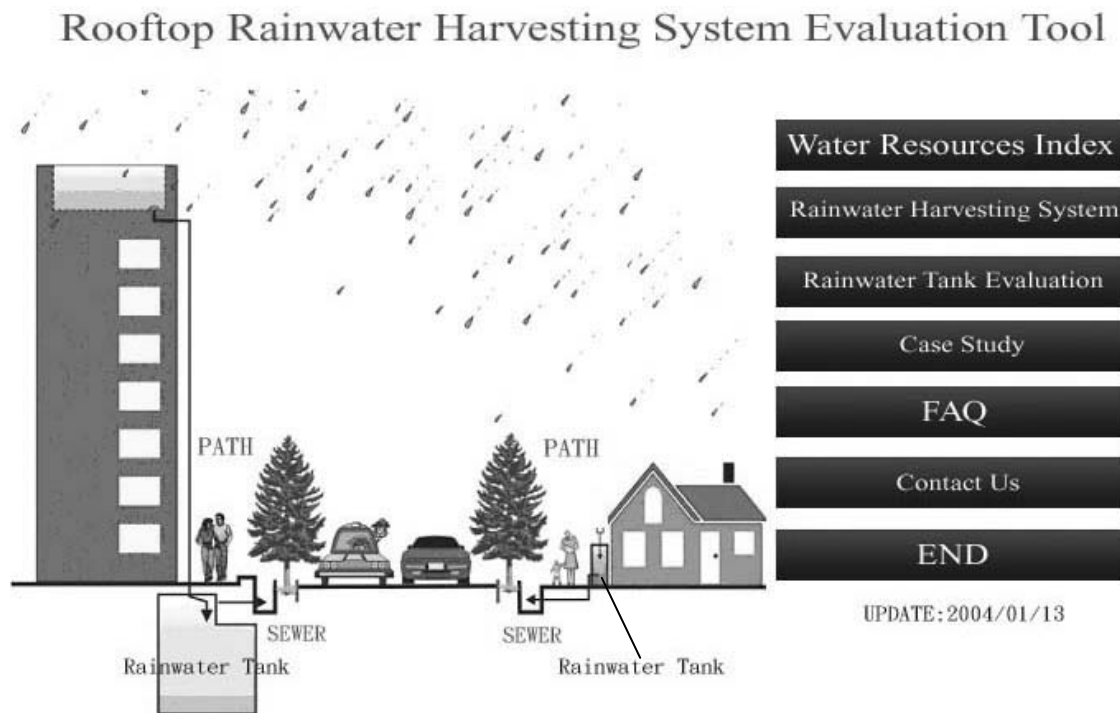 Rooftop Rainwater Harvesting System Evaluation Tool
Water Resources Index
Rainwater Harvesting System
Rainwater Tank Evaluation
Case Study
FAQ
Contact Us
END
UPDATE:2004/01/13
PATH
PATH
SEWER
SEWER
Rainwater Tank
Rainwater Tank